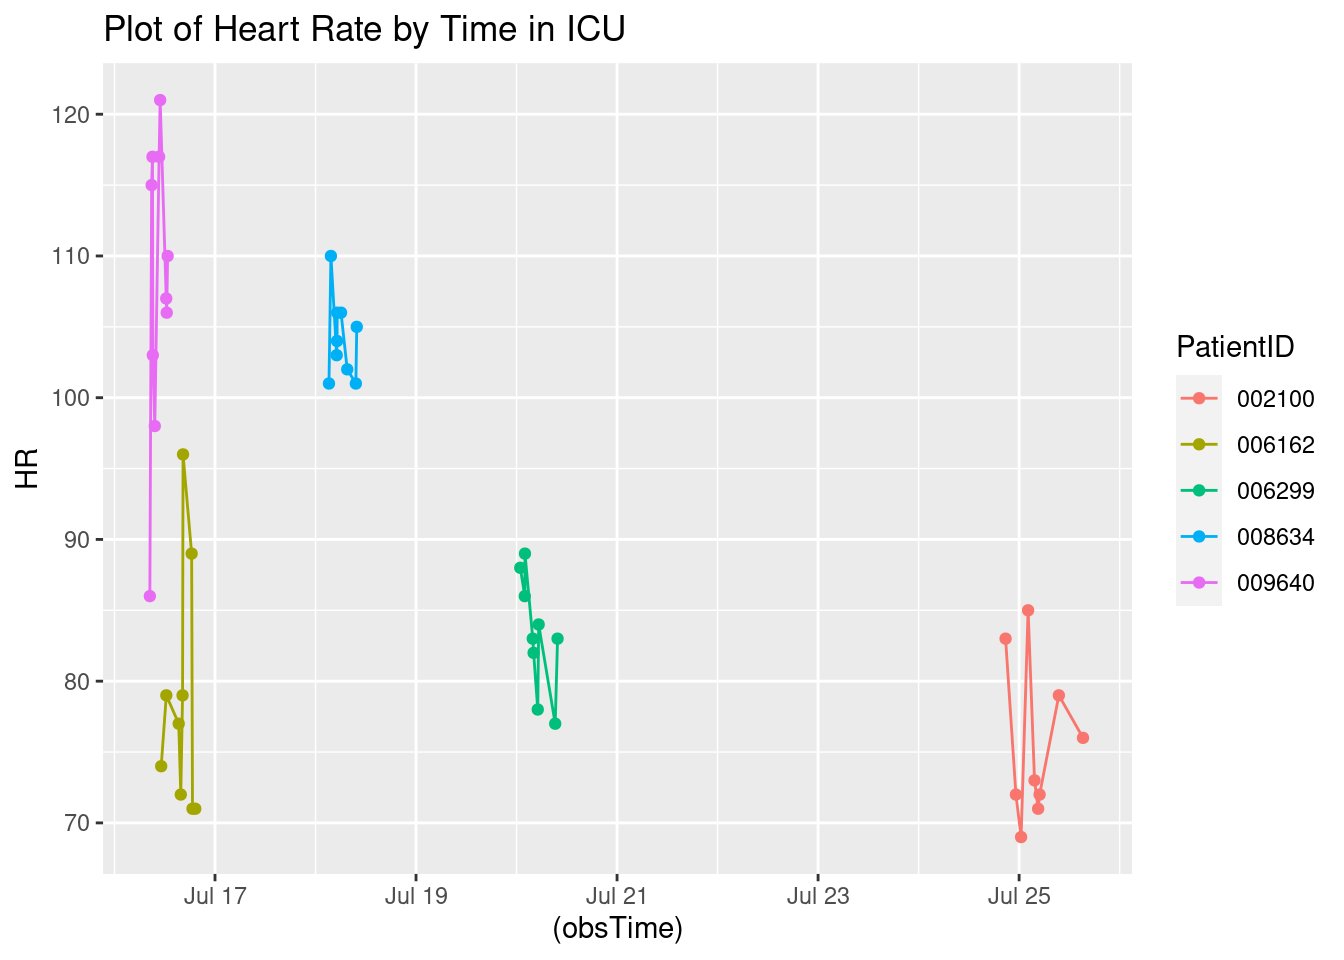 Plot of Heart Rate by Time in ICU
120
110
100
90
80
70
HR
Jul 17
Jul 19
Jul 21
Jul 23
Jul 25
(obsTime)
PatientID
002100
006162
006299
008634
009640